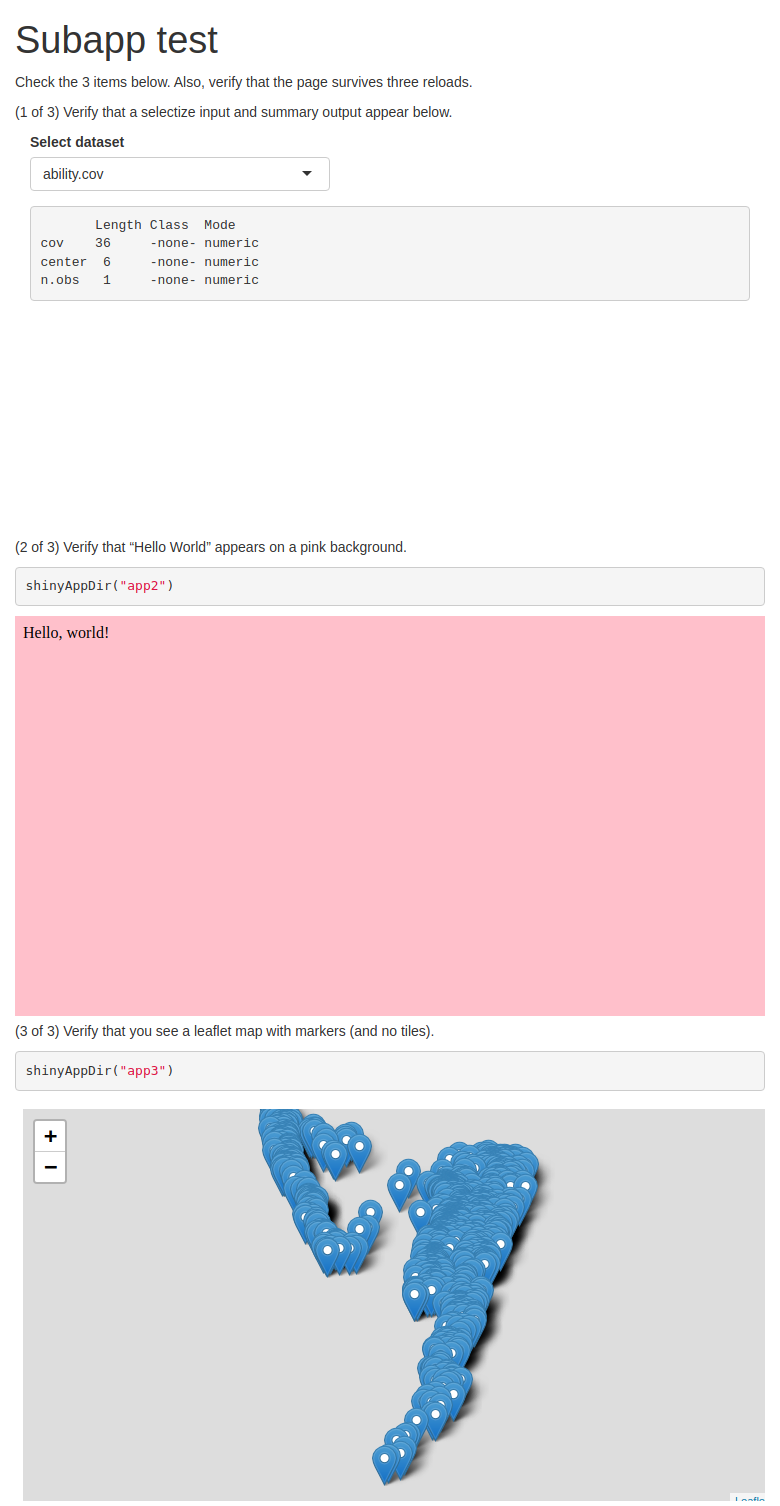 Subapp test
Check the 3 items below. Also, verify that the page survives three reloads.
(1 of 3) Verify that a selectize input and summary output appear below.
Select dataset
ability.cov
       Length Class  Mode
cov    36     -none- numeric
center  6     -none- numeric
n.obs   1     -none- numeric
(2 of 3) Verify that “Hello World” appears on a pink background.
shinyAppDir("app2")
Hello, world!
(3 of 3) Verify that you see a leaflet map with markers (and no tiles).
shinyAppDir("app3")
+
−
Leafle